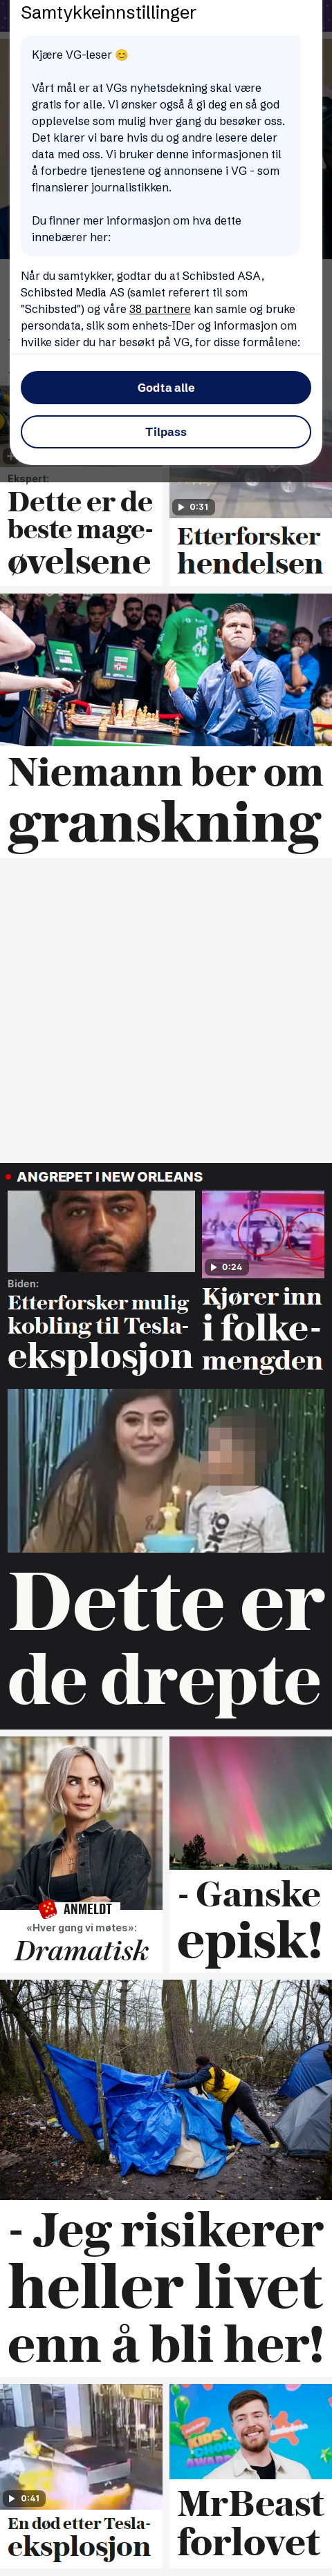 Samtykkeinnstillinger
Kjære VG-leser 😊
Vårt mål er at VGs nyhetsdekning skal være
gratis for alle. Vi ønsker også å gi deg en så god
opplevelse som mulig hver gang du besøker oss.
Det klarer vi bare hvis du og andre lesere deler
data med oss. Vi bruker denne informasjonen til
å forbedre tjenestene og annonsene i VG - som
finansierer journalistikken.
Du finner mer informasjon om hva dette
innebærer her:
Når du samtykker, godtar du at Schibsted ASA,
Schibsted Media AS (samlet referert til som
"Schibsted") og våre 38 partnere kan samle og bruke
persondata, slik som enhets-IDer og informasjon om
hvilke sider du har besøkt på VG, for disse formålene:
Godta alle
Tilpass
Ekspert:
Dette er de
beste mage-
øvelsene
0:31
Etterforsker
hendelsen
Niemann ber om
granskning
ANGREPET I NEW ORLEANS
Biden:
Etterforsker mulig
kobling til Tesla-
eksplosjon
0:24
Kjører inn
i folke-
mengden
Dette er
de drepte
ANMELDT
«Hver gang vi møtes»:
Dramatisk
- Ganske
episk!
- Jeg risikerer
heller livet
enn å bli her!
0:41
En død etter Tesla-
eksplosjon
MrBeast
forlovet